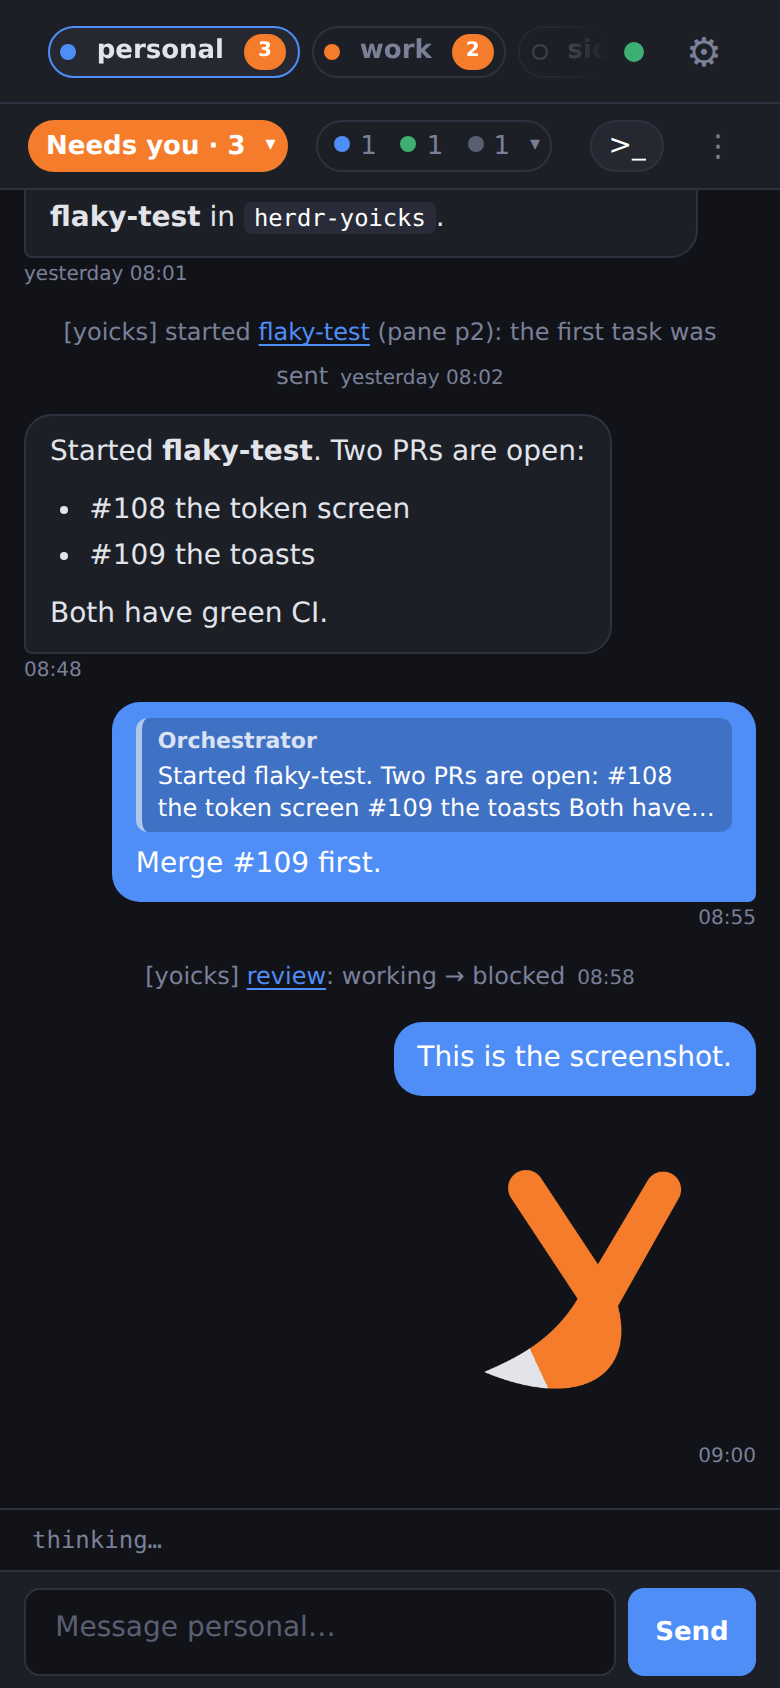 personal 3 work 2
Needs you · 3 ▾ 1 1 1 ▾ >_ ⋮
flaky-test in herdr-yoicks.
yesterday 08:01
[yoicks] started flaky-test (pane p2): the first task was
sent yesterday 08:02
Started flaky-test. Two PRs are open:
• #108 the token screen
• #109 the toasts
Both have green CI.
08:48
Orchestrator
Started flaky-test. Two PRs are open: #108
the token screen #109 the toasts Both have…
Merge #109 first.
08:55
[yoicks] review: working → blocked 08:58
This is the screenshot.
09:00
thinking…
Message personal…
Send